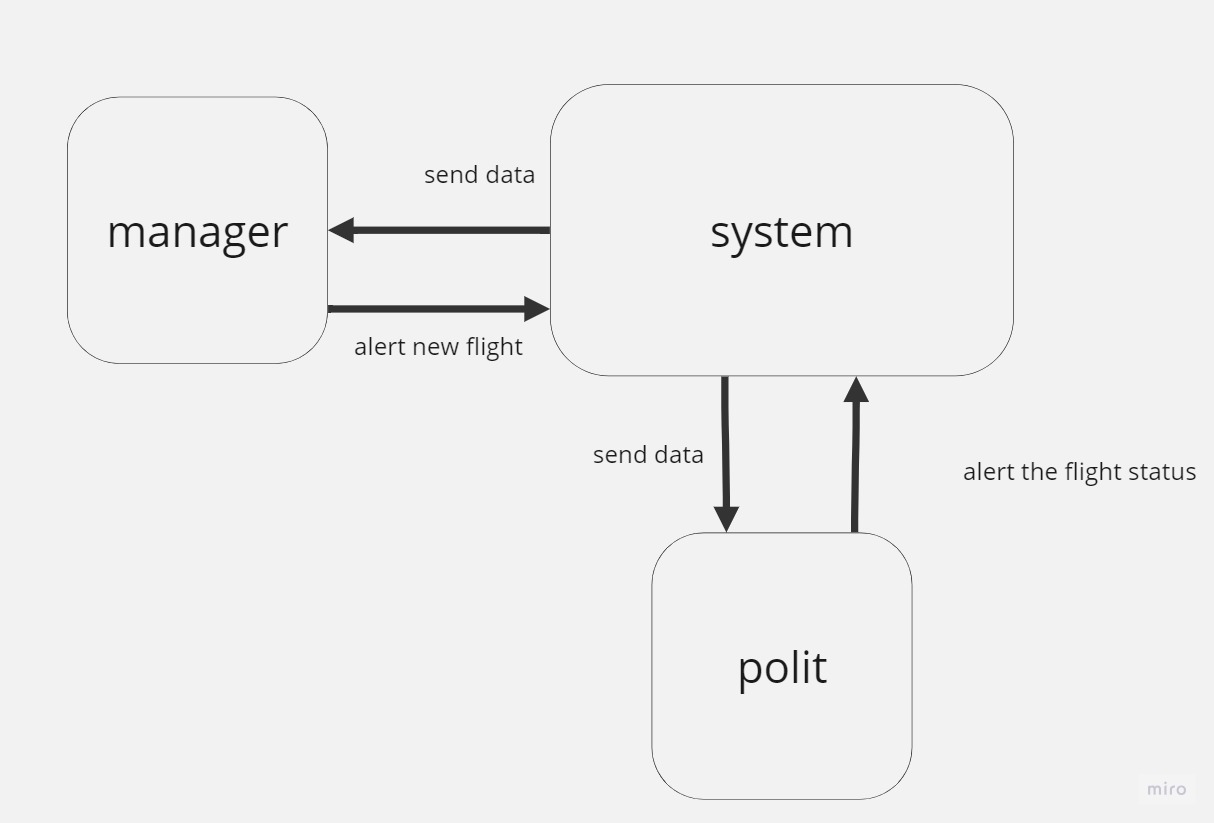 send data
manager
system
alert new flight
send data
alert the flight status
polit
miro